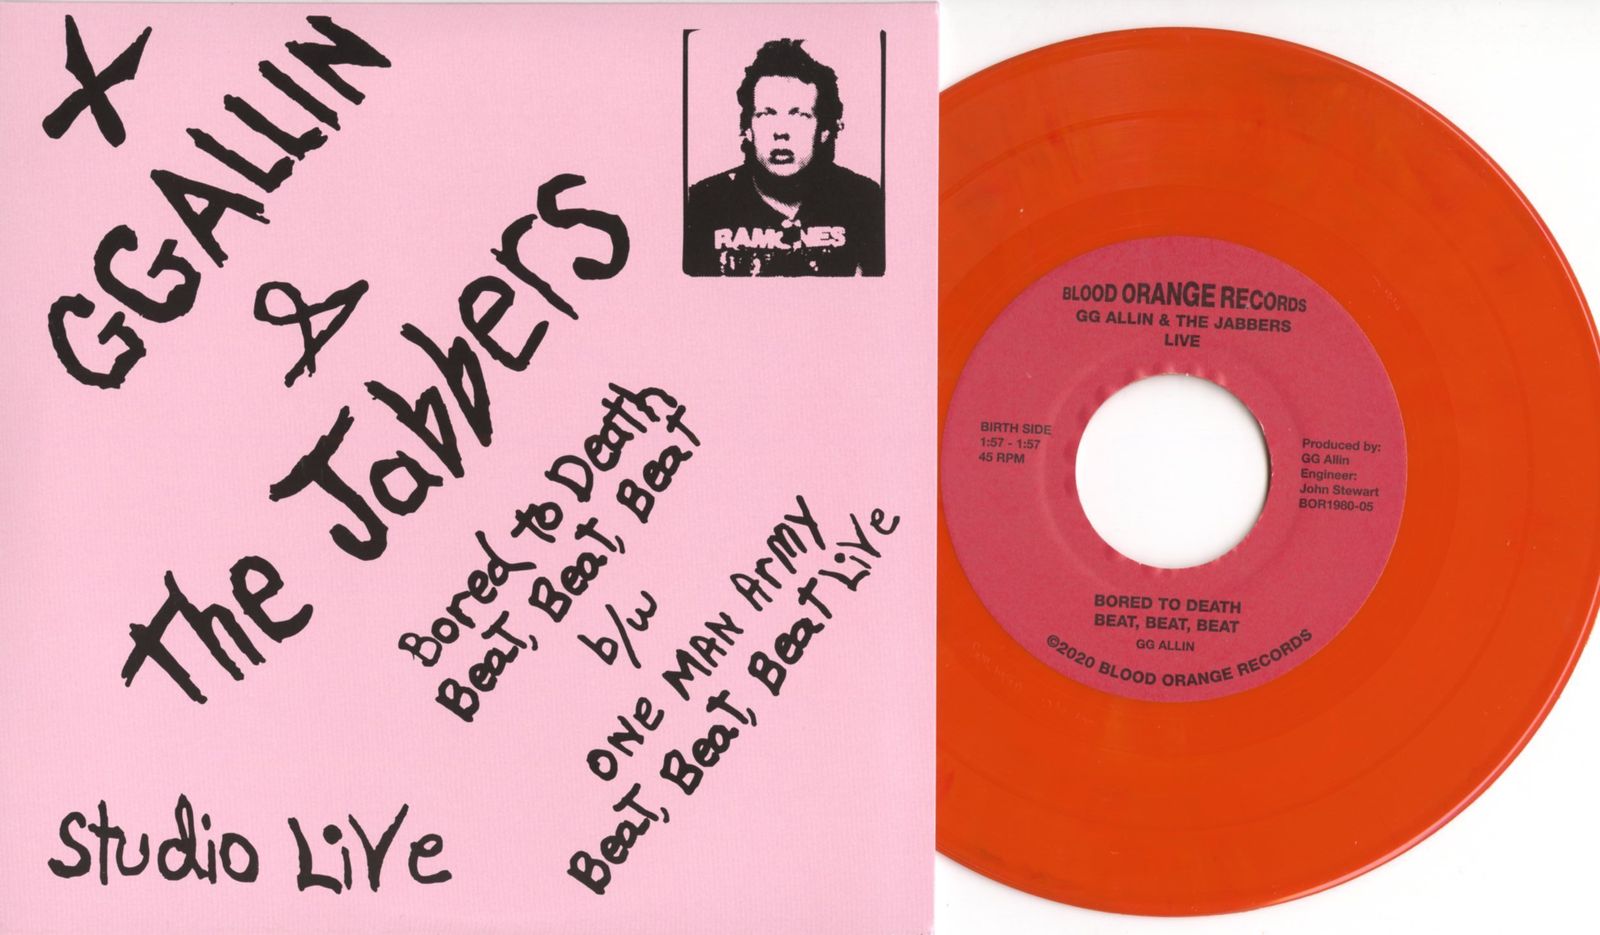 X
GG ALLIN
&
The Jabbers
Bored to Death
Beat, Beat, Beat
b/w
ONE MAN ArMY
Beat, Beat, Beat LiVe
Studio LiVe
RAMONES
BLOOD ORANGE RECORDS
GG ALLIN & THE JABBERS
LIVE
BIRTH SIDE
1:57 - 1:57
45 RPM
Produced by:
GG Allin
Engineer:
John Stewart
BOR1980-05
BORED TO DEATH
BEAT, BEAT, BEAT
GG ALLIN
©2020 BLOOD ORANGE RECORDS